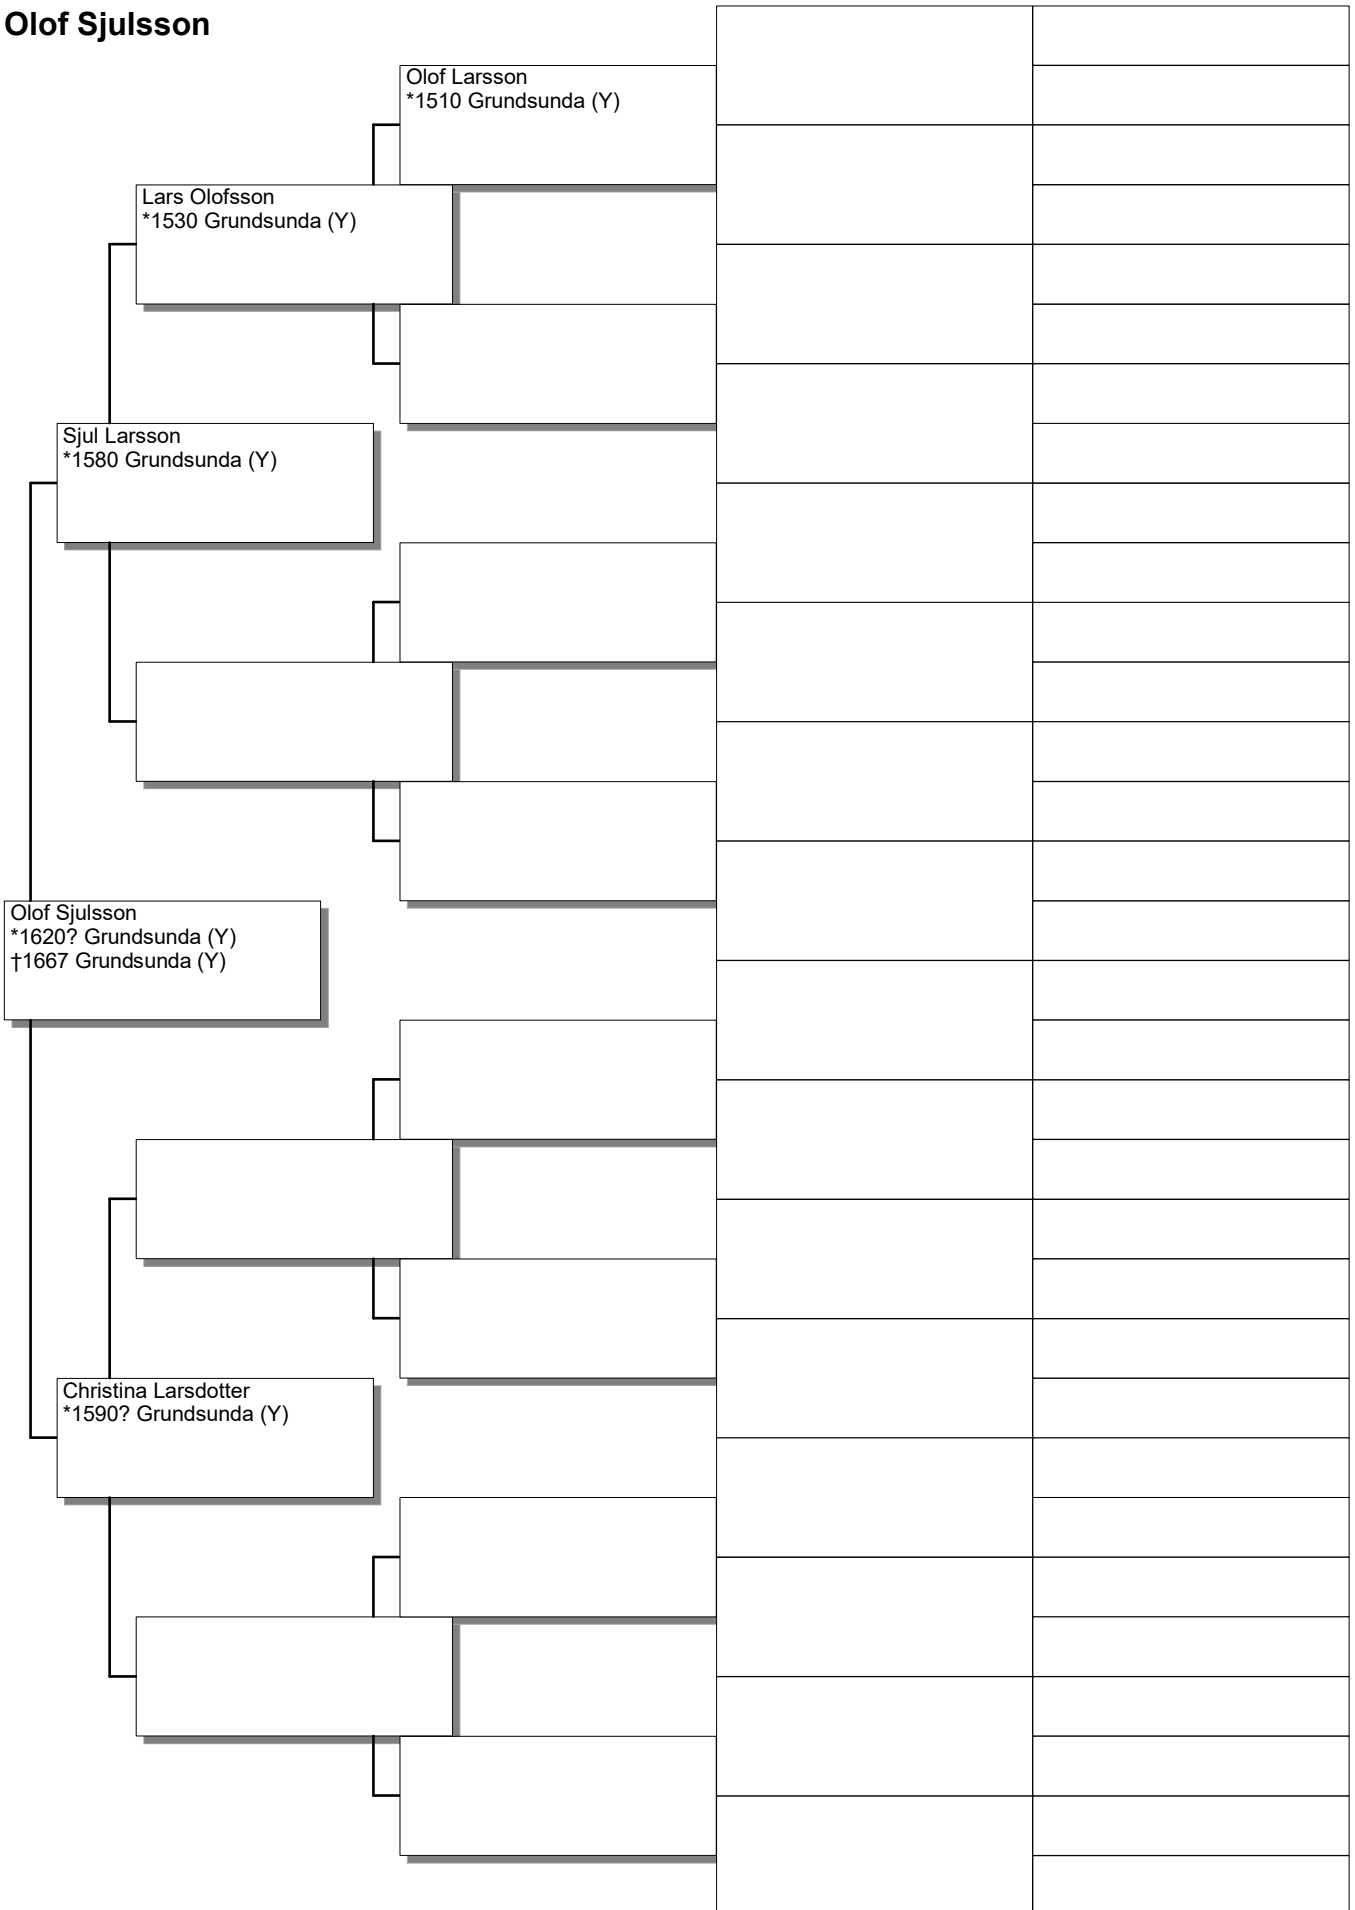 Olof Sjulsson
Olof Larsson
*1510 Grundsunda (Y)
Lars Olofsson
*1530 Grundsunda (Y)
Sjul Larsson
*1580 Grundsunda (Y)
Olof Sjulsson
*1620? Grundsunda (Y)
†1667 Grundsunda (Y)
Christina Larsdotter
*1590? Grundsunda (Y)